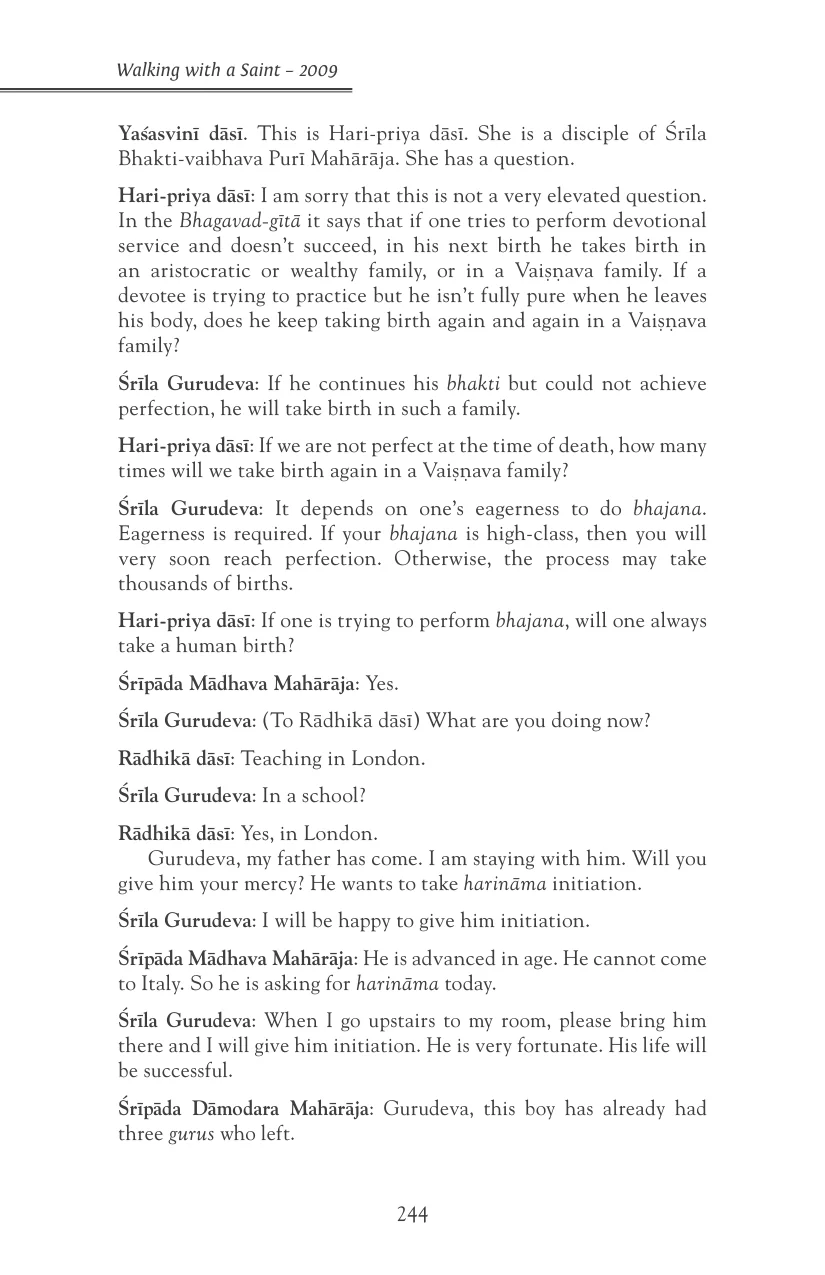 Walking with a Saint – 2009
Yaśasvinī dāsī. This is Hari-priya dāsī. She is a disciple of Śrīla
Bhakti-vaibhava Purī Mahārāja. She has a question.
Hari-priya dāsī: I am sorry that this is not a very elevated question.
In the Bhagavad-gītā it says that if one tries to perform devotional
service and doesn’t succeed, in his next birth he takes birth in
an aristocratic or wealthy family, or in a Vaiṣṇava family. If a
devotee is trying to practice but he isn’t fully pure when he leaves
his body, does he keep taking birth again and again in a Vaiṣṇava
family?
Śrīla Gurudeva: If he continues his bhakti but could not achieve
perfection, he will take birth in such a family.
Hari-priya dāsī: If we are not perfect at the time of death, how many
times will we take birth again in a Vaiṣṇava family?
Śrīla Gurudeva: It depends on one’s eagerness to do bhajana.
Eagerness is required. If your bhajana is high-class, then you will
very soon reach perfection. Otherwise, the process may take
thousands of births.
Hari-priya dāsī: If one is trying to perform bhajana, will one always
take a human birth?
Śrīpāda Mādhava Mahārāja: Yes.
Śrīla Gurudeva: (To Rādhikā dāsī) What are you doing now?
Rādhikā dāsī: Teaching in London.
Śrīla Gurudeva: In a school?
Rādhikā dāsī: Yes, in London.
Gurudeva, my father has come. I am staying with him. Will you
give him your mercy? He wants to take harināma initiation.
Śrīla Gurudeva: I will be happy to give him initiation.
Śrīpāda Mādhava Mahārāja: He is advanced in age. He cannot come
to Italy. So he is asking for harināma today.
Śrīla Gurudeva: When I go upstairs to my room, please bring him
there and I will give him initiation. He is very fortunate. His life will
be successful.
Śrīpāda Dāmodara Mahārāja: Gurudeva, this boy has already had
three gurus who left.
244